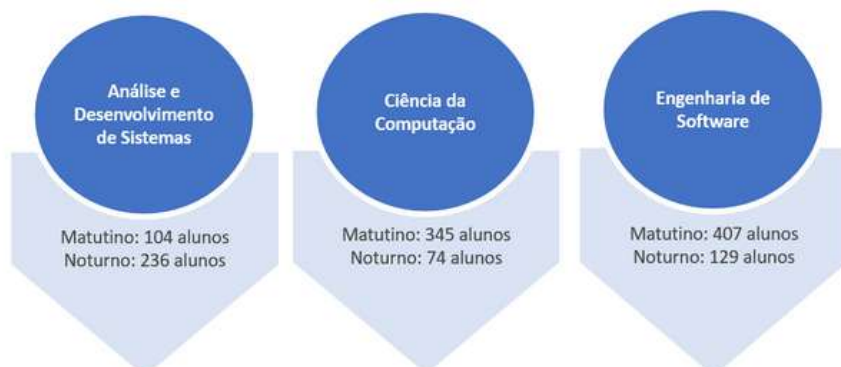 Análise e
Desenvolvimento
de Sistemas
Matutino: 104 alunos
Noturno: 236 alunos
Ciência da
Computação
Matutino: 345 alunos
Noturno: 74 alunos
Engenharia de
Software
Matutino: 407 alunos
Noturno: 129 alunos